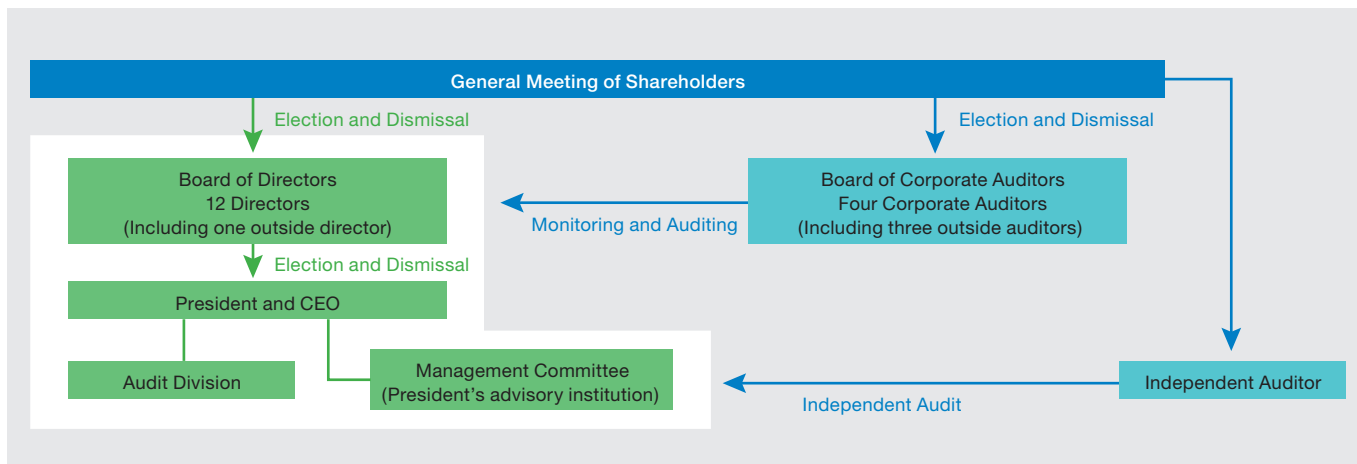 General Meeting of Shareholders
Election and Dismissal
Election and Dismissal
Board of Directors
12 Directors
(Including one outside director)
Board of Corporate Auditors
Four Corporate Auditors
(Including three outside auditors)
Monitoring and Auditing
Election and Dismissal
President and CEO
Audit Division
Management Committee
(President’s advisory institution)
Independent Auditor
Independent Audit